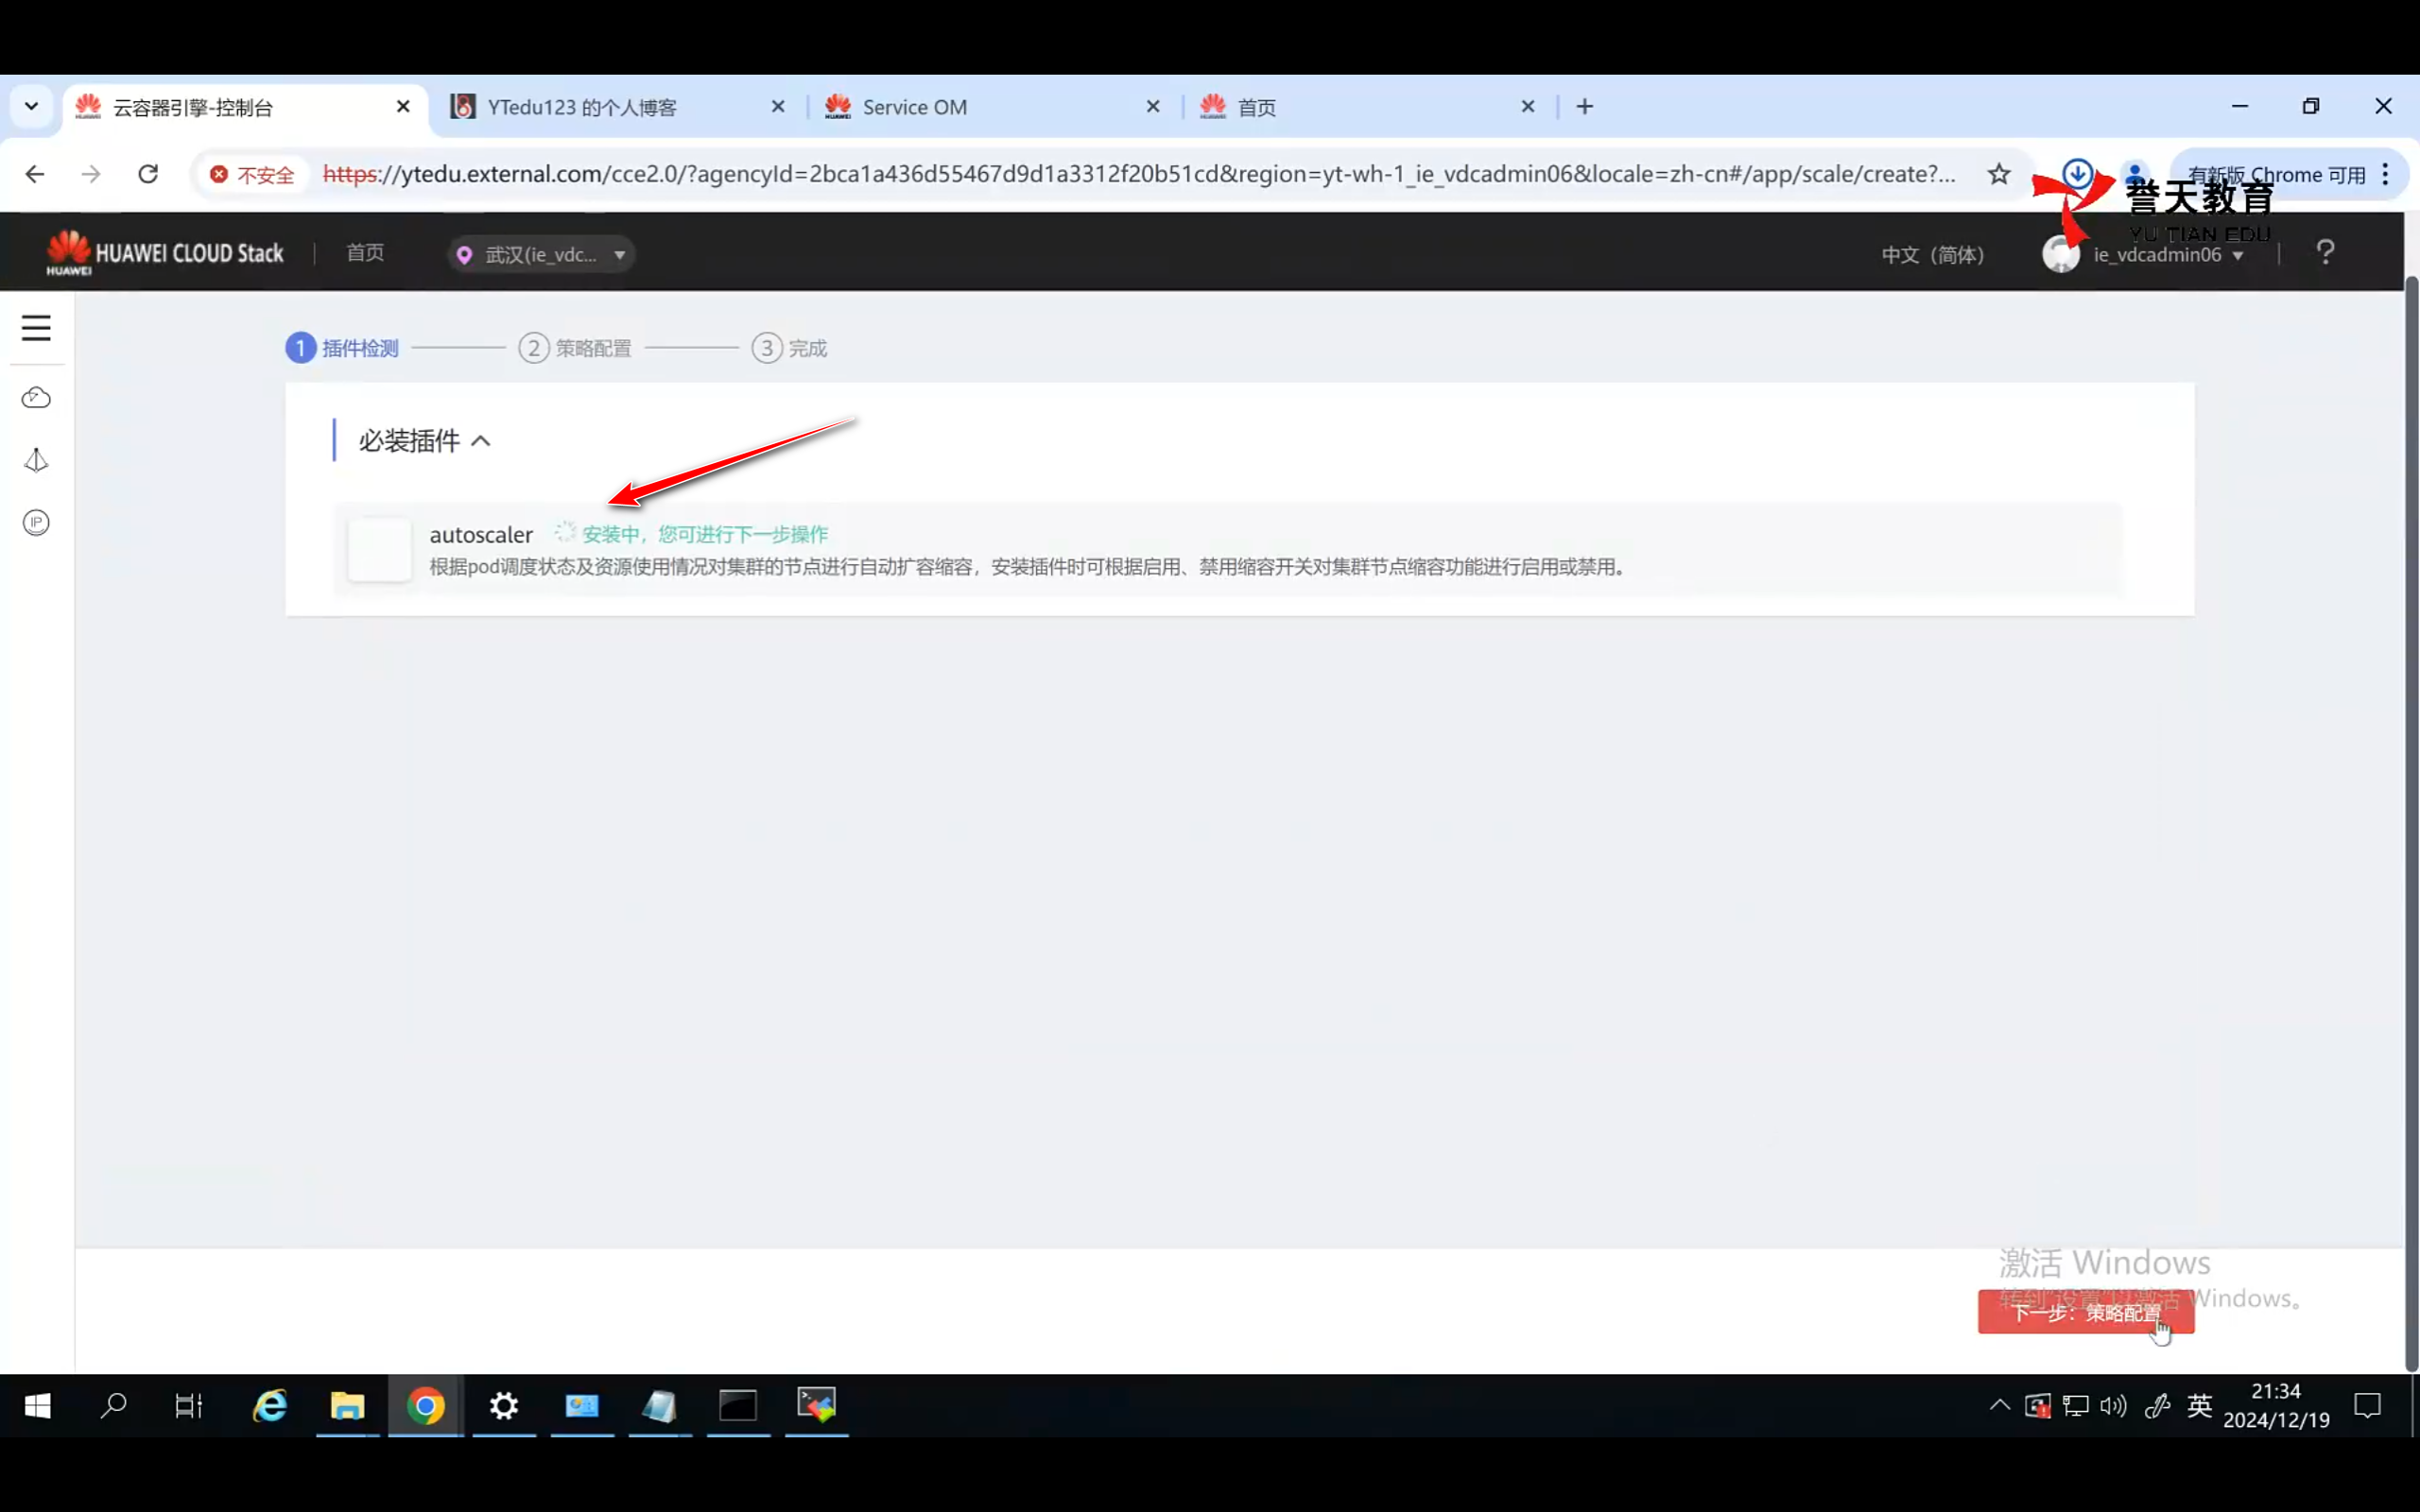 云容器引擎-控制台
YTedu123 的个人博客
Service OM
首页
不安全
https://ytedu.external.com/cce2.0/?agencyId=2bca1a436d55467d9d1a3312f20b51cd&region=yt-wh-1_ie_vdcadmin06&locale=zh-cn#/app/scale/create?...
有新版 Chrome 可用
誉天教育
YU TIAN EDU
HUAWEI
HUAWEI CLOUD Stack
首页
武汉(ie_vdc...
中文（简体）
ie_vdcadmin06
?
1 插件检测
2 策略配置
3 完成
必装插件
autoscaler 安装中，您可进行下一步操作
根据pod调度状态及资源使用情况对集群的节点进行自动扩容缩容，安装插件时可根据启用、禁用缩容开关对集群节点缩容功能进行启用或禁用。
IP
激活 Windows
转到"设置"以激活 Windows。
下一步：策略配置
英
21:34
2024/12/19